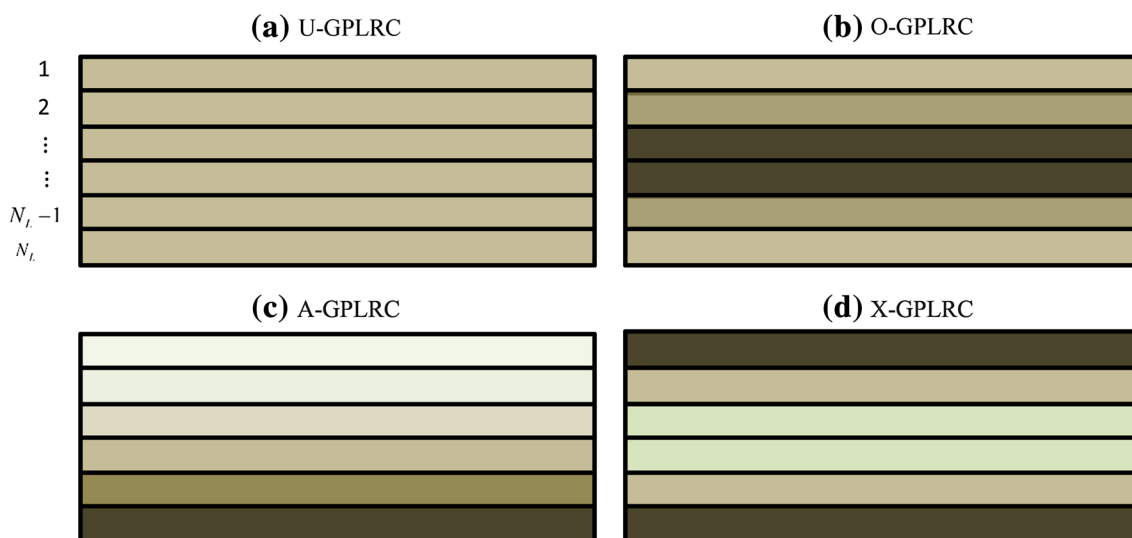 (a) U-GPLRC
(b) O-GPLRC
1
2
⋮
⋮
N_L -1
N_L
(c) A-GPLRC
(d) X-GPLRC